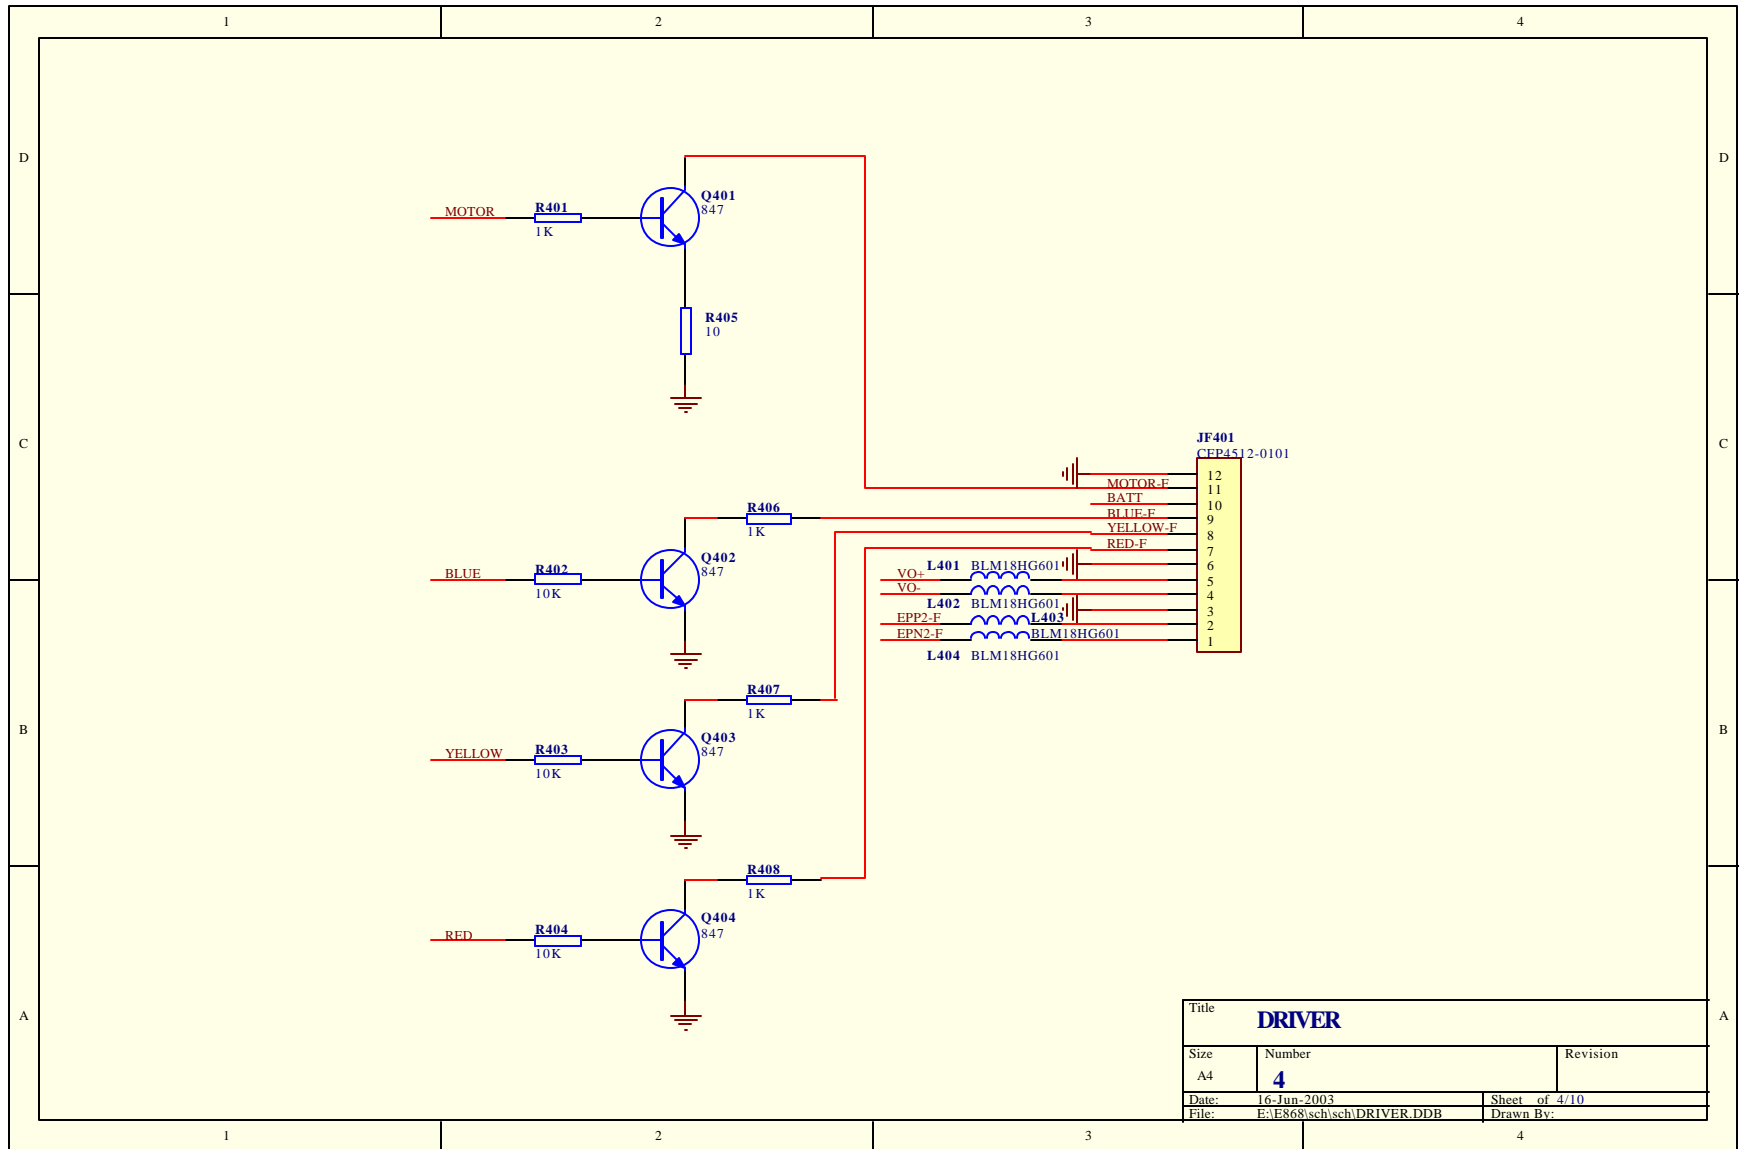 1 2 3 4
D D
Q401
847
MOTOR
R401
1K
R405
10
C C
JF401
CEP4512-0101
12
MOTOR-F
11
BATT
10
BLUE-F
9
YELLOW-F
8
RED-F
7
6
5
4
3
2
1
R406
1K
Q402
847
BLUE
R402
10K
L401 BLM18HG601
VO+
VO-
L402 BLM18HG601
EPP2-F
L403
EPN2-F
BLM18HG601
L404 BLM18HG601
R407
1K
B B
Q403
847
YELLOW
R403
10K
R408
1K
Q404
847
RED
R404
10K
A A
Title
DRIVER
Size
A4
Number
4
Revision
Date: 16-Jun-2003
Sheet of 4/10
File: E:\E868\sch\sch\DRIVER.DDB
Drawn By:
1 2 3 4